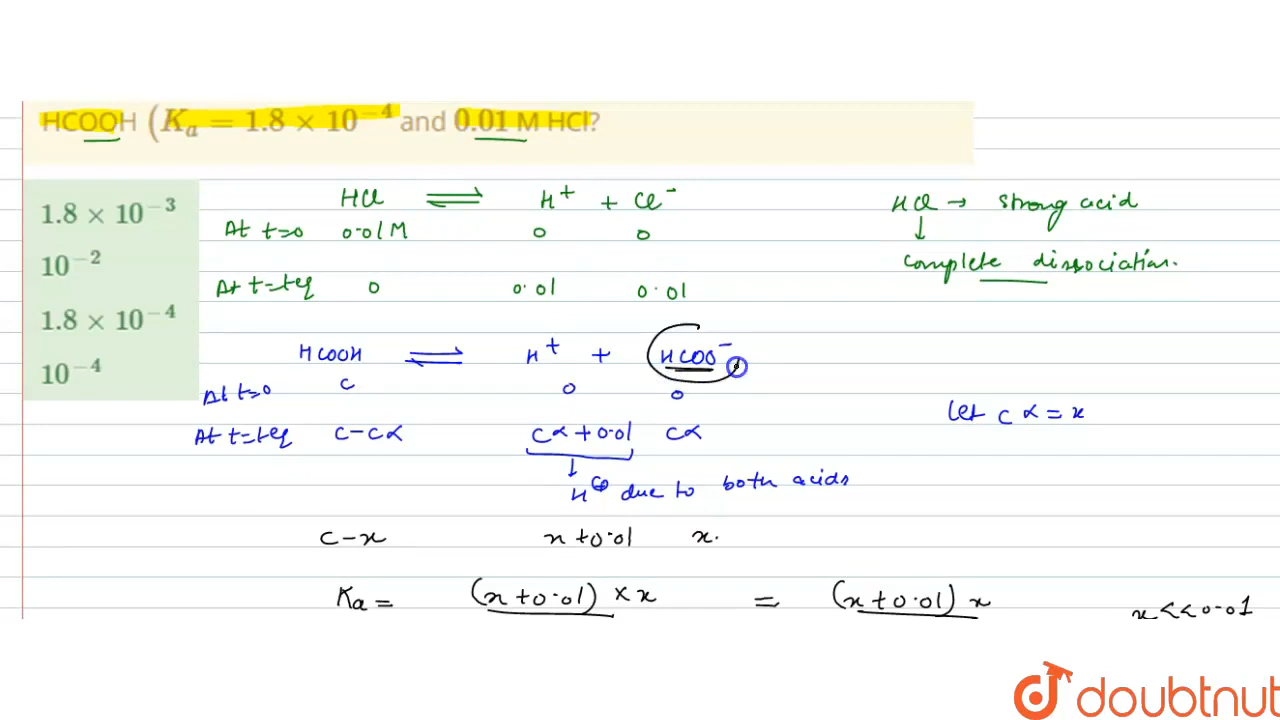 HCOOH (Kₐ = 1.8 × 10⁻⁴ and 0.01 M HCl?
1.8 × 10⁻³
10⁻²
1.8 × 10⁻⁴
10⁻⁴
HCl ⇌ H⁺ + Cl⁻
At t=0 0.01M 0 0
At t=teq 0 0.01 0.01
HCl → strong acid
↓
complete dissociation.
HCOOH ⇌ H⁺ + HCOO⁻
At t=0 C 0 0
At t=teq C-Cα Cα+0.01 Cα
let Cα = x
↓
H⊕ due to both acids
C-x x+0.01 x.
Ka = (x+0.01) × x = (x+0.01) x x<<0.01
doubtnut